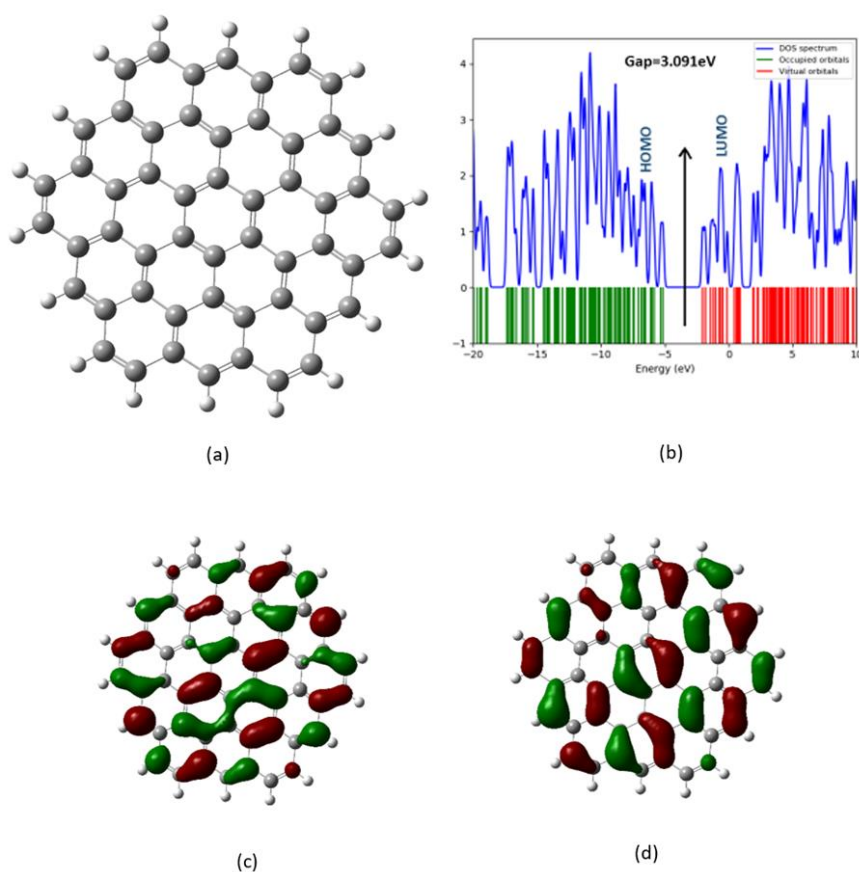 Gap=3.091eV
DOS spectrum
Occupied orbitals
Virtual orbitals
HOMO
LUMO
4
3
2
1
0
−1
−20
−15
−10
−5
0
5
10
Energy (eV)
(a)
(b)
(c)
(d)